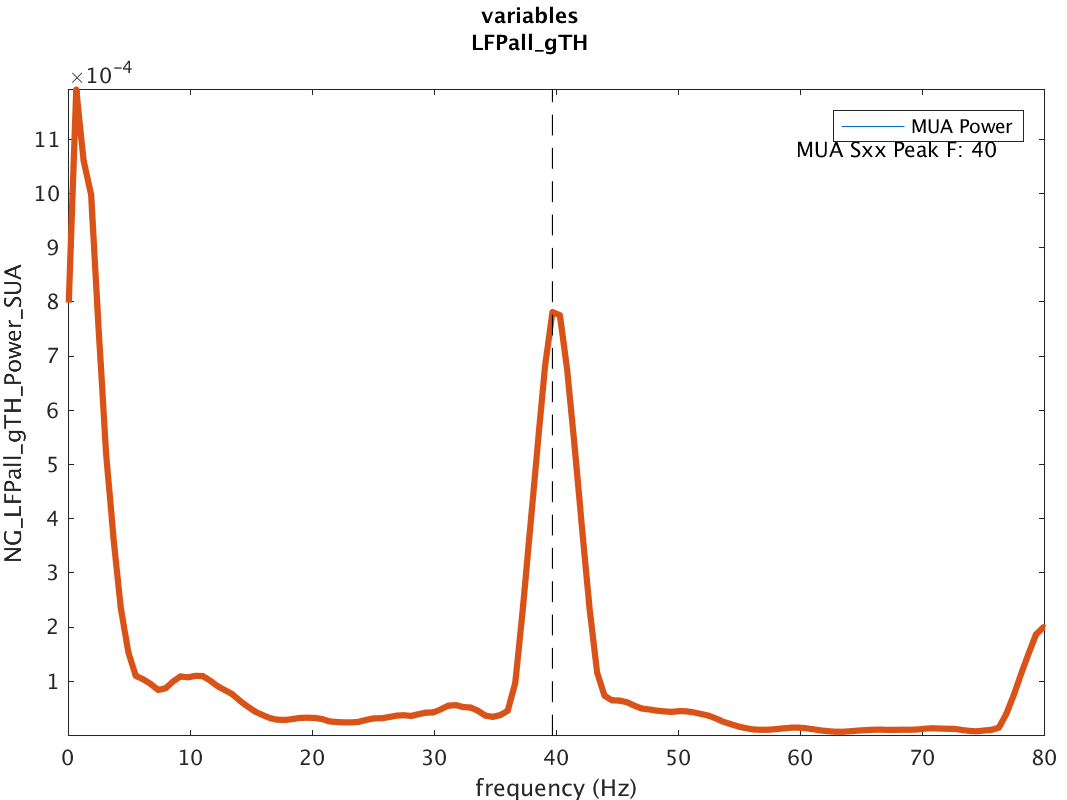 variables
LFPall_gTH
×10⁻⁴
MUA Power
MUA Sxx Peak F: 40
11
10
9
8
7
6
5
4
3
2
1
NG_LFPall_gTH_Power_SUA
0 10 20 30 40 50 60 70 80
frequency (Hz)